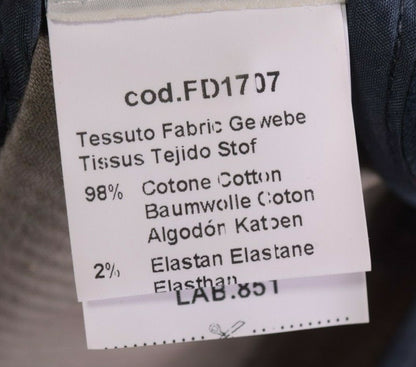 cod.FD1707
Tessuto Fabric Gewebe
Tissus Tejido Stof
98% Cotone Cotton
Baumwolle Coton
Algodón Katoen
2% Elastan Elastane
Elasthan
LAB.851